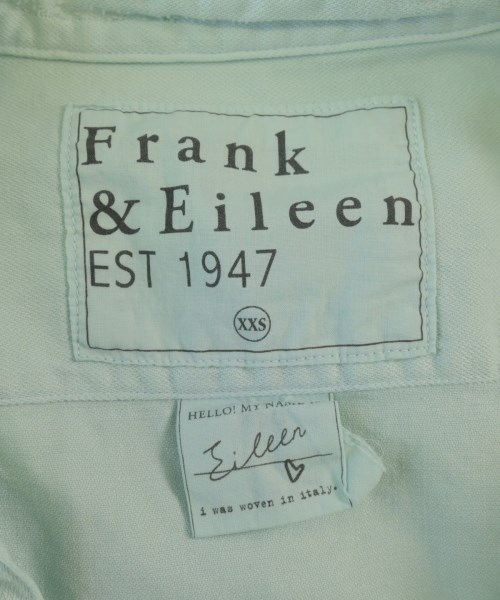 Frank
& Eileen
EST 1947
XXS
HELLO! MY NAME
Eileen
i was woven in italy.